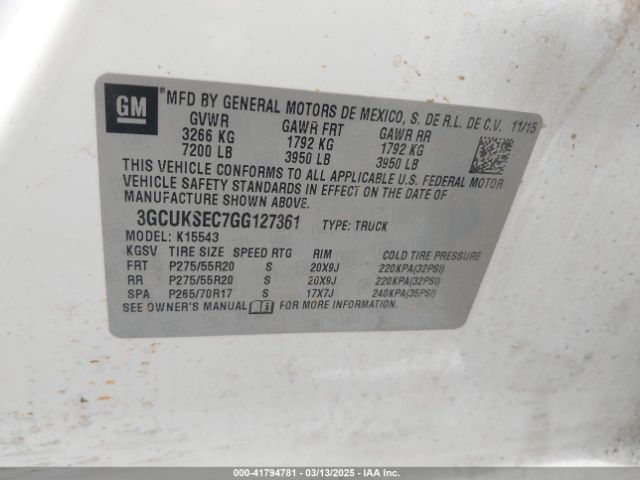 GM
*MFD BY GENERAL MOTORS DE MEXICO, S. DE R.L. DE C.V. 11/15
GVWR GAWR FRT GAWR RR
3266 KG 1792 KG 1792 KG
7200 LB 3950 LB 3950 LB
THIS VEHICLE CONFORMS TO ALL APPLICABLE U.S. FEDERAL MOTOR
VEHICLE SAFETY STANDARDS IN EFFECT ON THE DATE OF
MANUFACTURE SHOWN ABOVE.
3GCUKSEC7GG127361 TYPE: TRUCK
MODEL: K15543
KGSV TIRE SIZE SPEED RTG RIM COLD TIRE PRESSURE
FRT P275/55R20 S 20X9J 220KPA(32PSI)
RR P275/55R20 S 20X9J 220KPA(32PSI)
SPA P265/70R17 S 17X7J 240KPA(35PSI)
SEE OWNER'S MANUAL FOR MORE INFORMATION.
000-41794781 - 03/13/2025 - IAA Inc.